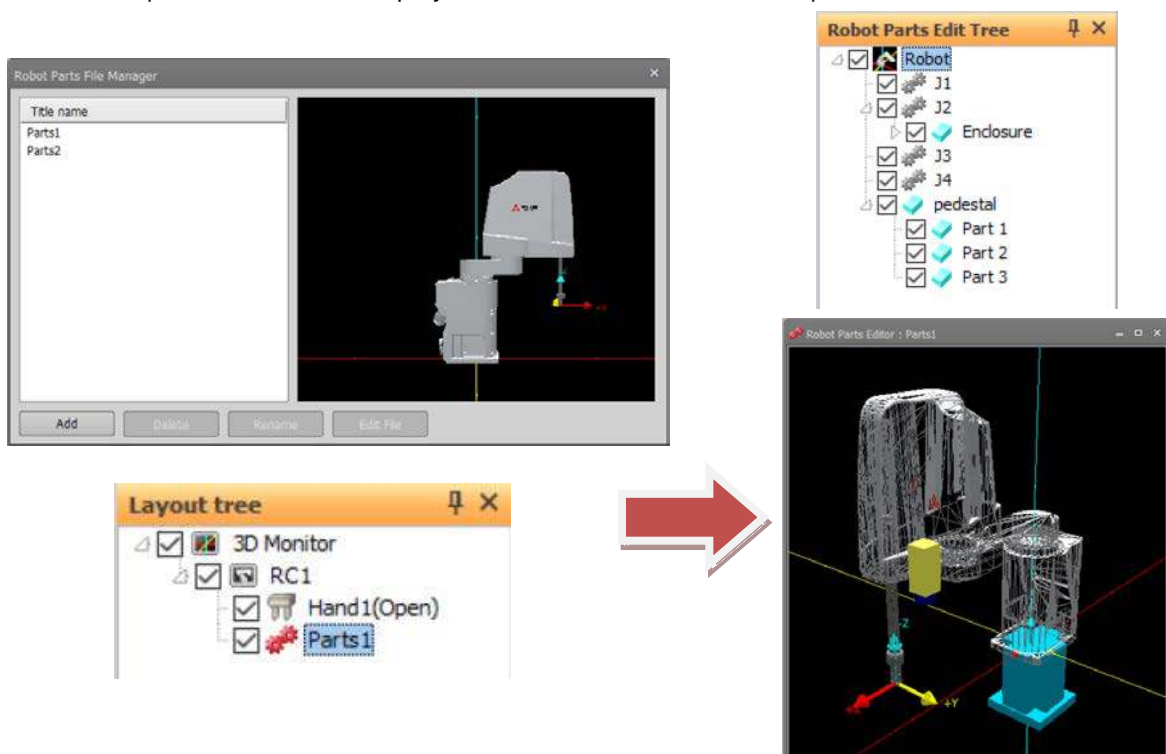 Robot Parts Edit Tree
Robot
J1
J2
Enclosure
J3
J4
pedestal
Part 1
Part 2
Part 3
Robot Parts File Manager
Title name
Parts1
Parts2
Add
Delete
Rename
Edit File
Layout tree
3D Monitor
RC1
Hand1(Open)
Parts1
Robot Parts Editor : Parts1
-Z
+Y